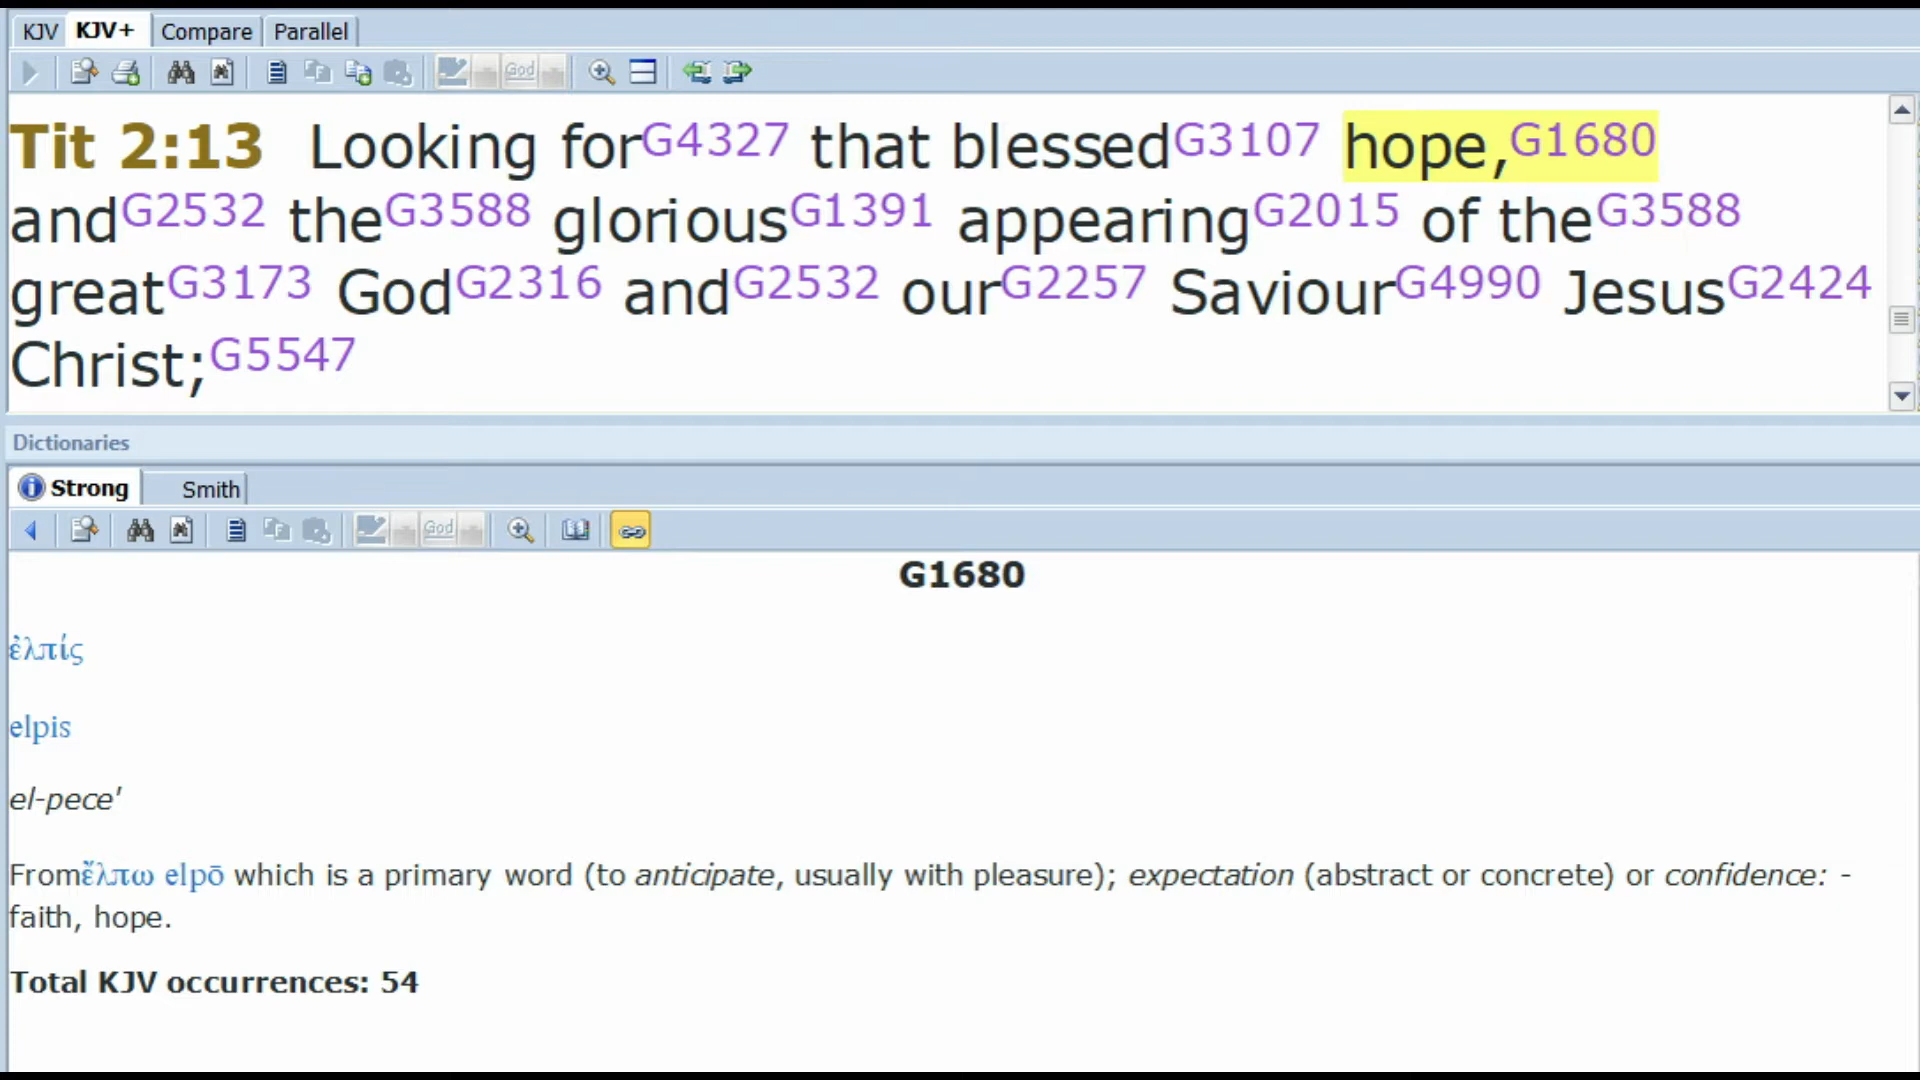 KJV KJV+ Compare Parallel
God
Tit 2:13 Looking forG4327 that blessedG3107 hope,G1680
andG2532 theG3588 gloriousG1391 appearingG2015 of theG3588
greatG3173 GodG2316 andG2532 ourG2257 SaviourG4990 JesusG2424
Christ;G5547
Dictionaries
Strong Smith
God
G1680
ἐλπίς
elpis
el-pece'
Fromἔλπω elpō which is a primary word (to anticipate, usually with pleasure); expectation (abstract or concrete) or confidence: -
faith, hope.
Total KJV occurrences: 54